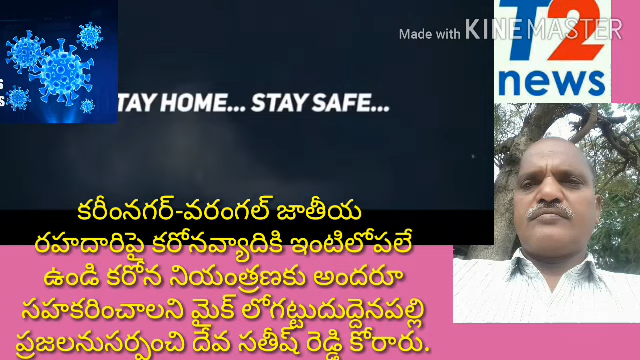 Made with KINEMASTER
T2
news
S
S
TAY HOME... STAY SAFE...
కరీంనగర్-వరంగల్ జాతీయ
రహదారిపై కరోనవ్యాదికి ఇంటిలోపలే
ఉండి కరోన నియంత్రణకు అందరూ
సహకరించాలని మైక్ లోగట్టుదుద్దెనపల్లి
ప్రజలనుసర్పంచి దేవ సతీష్ రెడ్డి కోరారు.